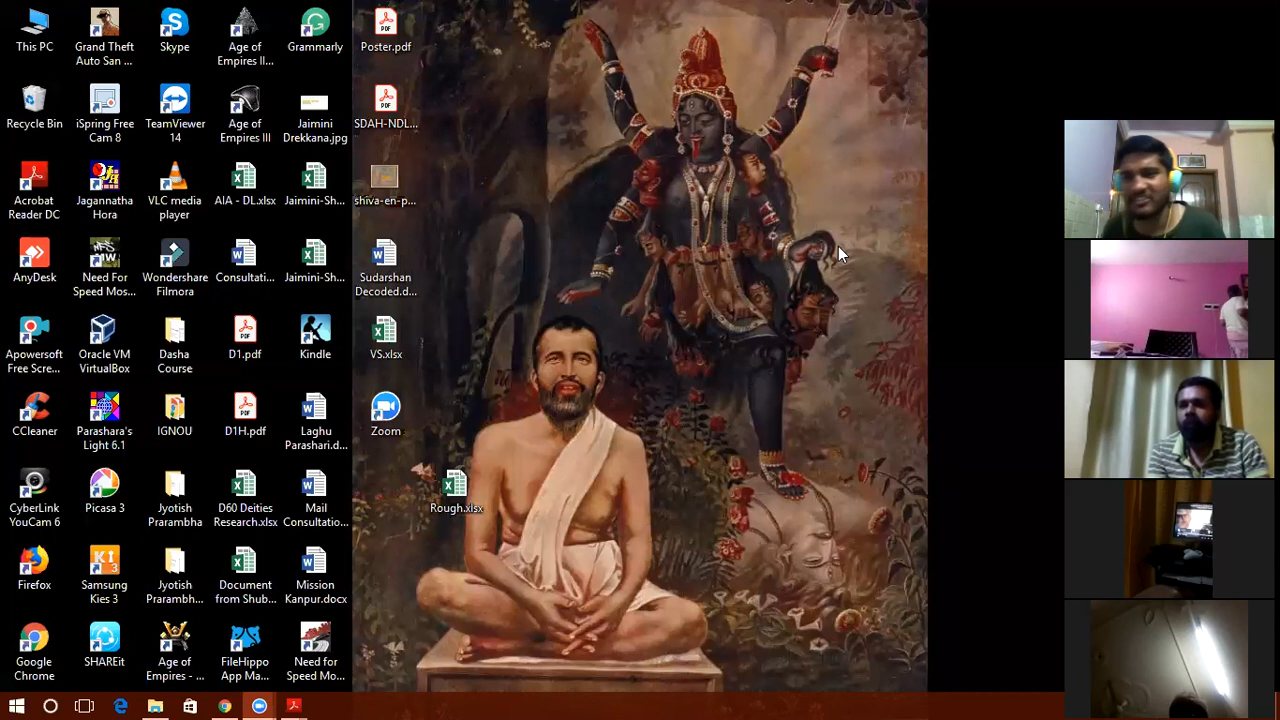 This PC
Grand Theft
Auto San ...
Skype
Age of
Empires II...
Grammarly
Poster.pdf
Recycle Bin
iSpring Free
Cam 8
TeamViewer
14
Age of
Empires III
Jaimini
Drekkana.jpg
SDAH-NDL...
Acrobat
Reader DC
Jagannatha
Hora
VLC media
player
AIA - DL.xlsx
Jaimini-Sh...
shiva-en-p...
AnyDesk
Need For
Speed Mos...
Wondershare
Filmora
Consultati...
Jaimini-Sh...
Sudarshan
Decoded.d...
Apowersoft
Free Scre...
Oracle VM
VirtualBox
Dasha
Course
D1.pdf
Kindle
VS.xlsx
CCleaner
Parashara's
Light 6.1
IGNOU
D1H.pdf
Laghu
Parashari.d...
Zoom
CyberLink
YouCam 6
Picasa 3
Jyotish
Prarambha
D60 Deities
Research.xlsx
Mail
Consultatio...
Rough.xlsx
Firefox
Samsung
Kies 3
Jyotish
Prarambh...
Document
from Shub...
Mission
Kanpur.docx
Google
Chrome
SHAREit
Age of
Empires - ...
FileHippo
App Ma...
Need for
Speed Mo...